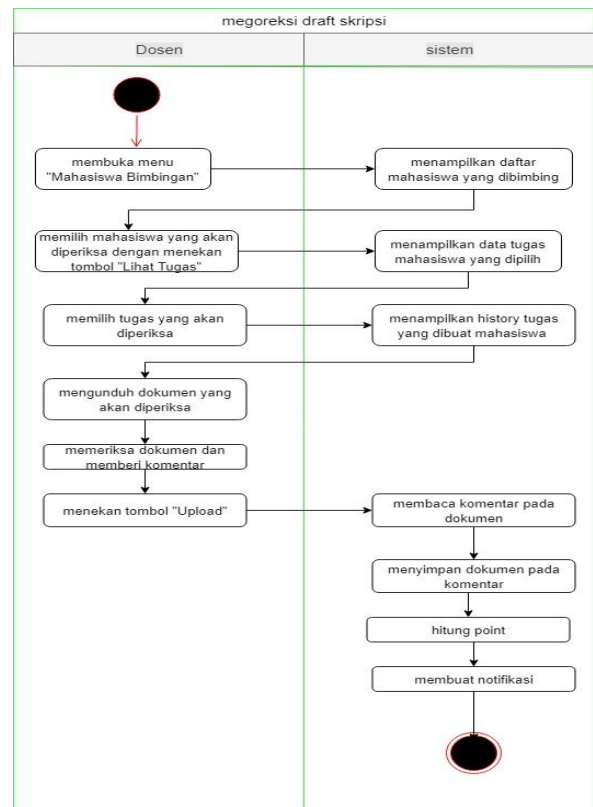 megoreksi draft skripsi
Dosen
sistem
membuka menu
"Mahasiswa Bimbingan"
menampilkan daftar
mahasiswa yang dibimbing
memilih mahasiswa yang akan
diperiksa dengan menekan
tombol "Lihat Tugas"
menampilkan data tugas
mahasiswa yang dipilih
memilih tugas yang akan
diperiksa
menampilkan history tugas
yang dibuat mahasiswa
mengunduh dokumen yang
akan diperiksa
memeriksa dokumen dan
memberi komentar
menekan tombol "Upload"
membaca komentar pada
dokumen
menyimpan dokumen pada
komentar
hitung point
membuat notifikasi